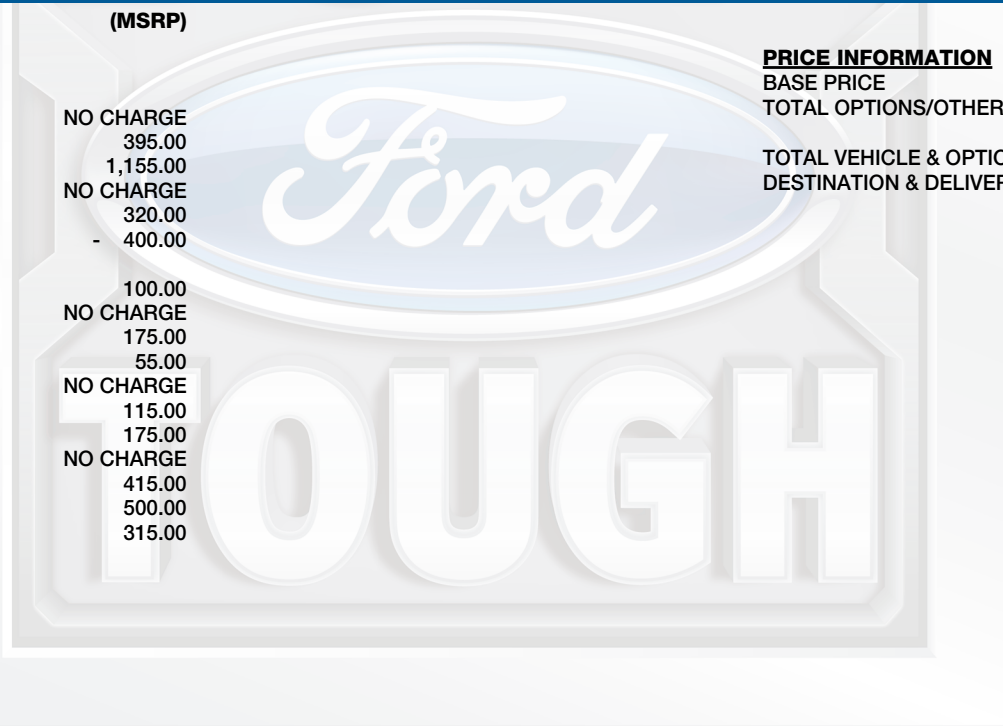 (MSRP)
NO CHARGE
395.00
1,155.00
NO CHARGE
320.00
- 400.00
100.00
NO CHARGE
175.00
55.00
NO CHARGE
115.00
175.00
NO CHARGE
415.00
500.00
315.00
PRICE INFORMATION
BASE PRICE
TOTAL OPTIONS/OTHER
TOTAL VEHICLE & OPTIO
DESTINATION & DELIVER
Ford
TOUGH